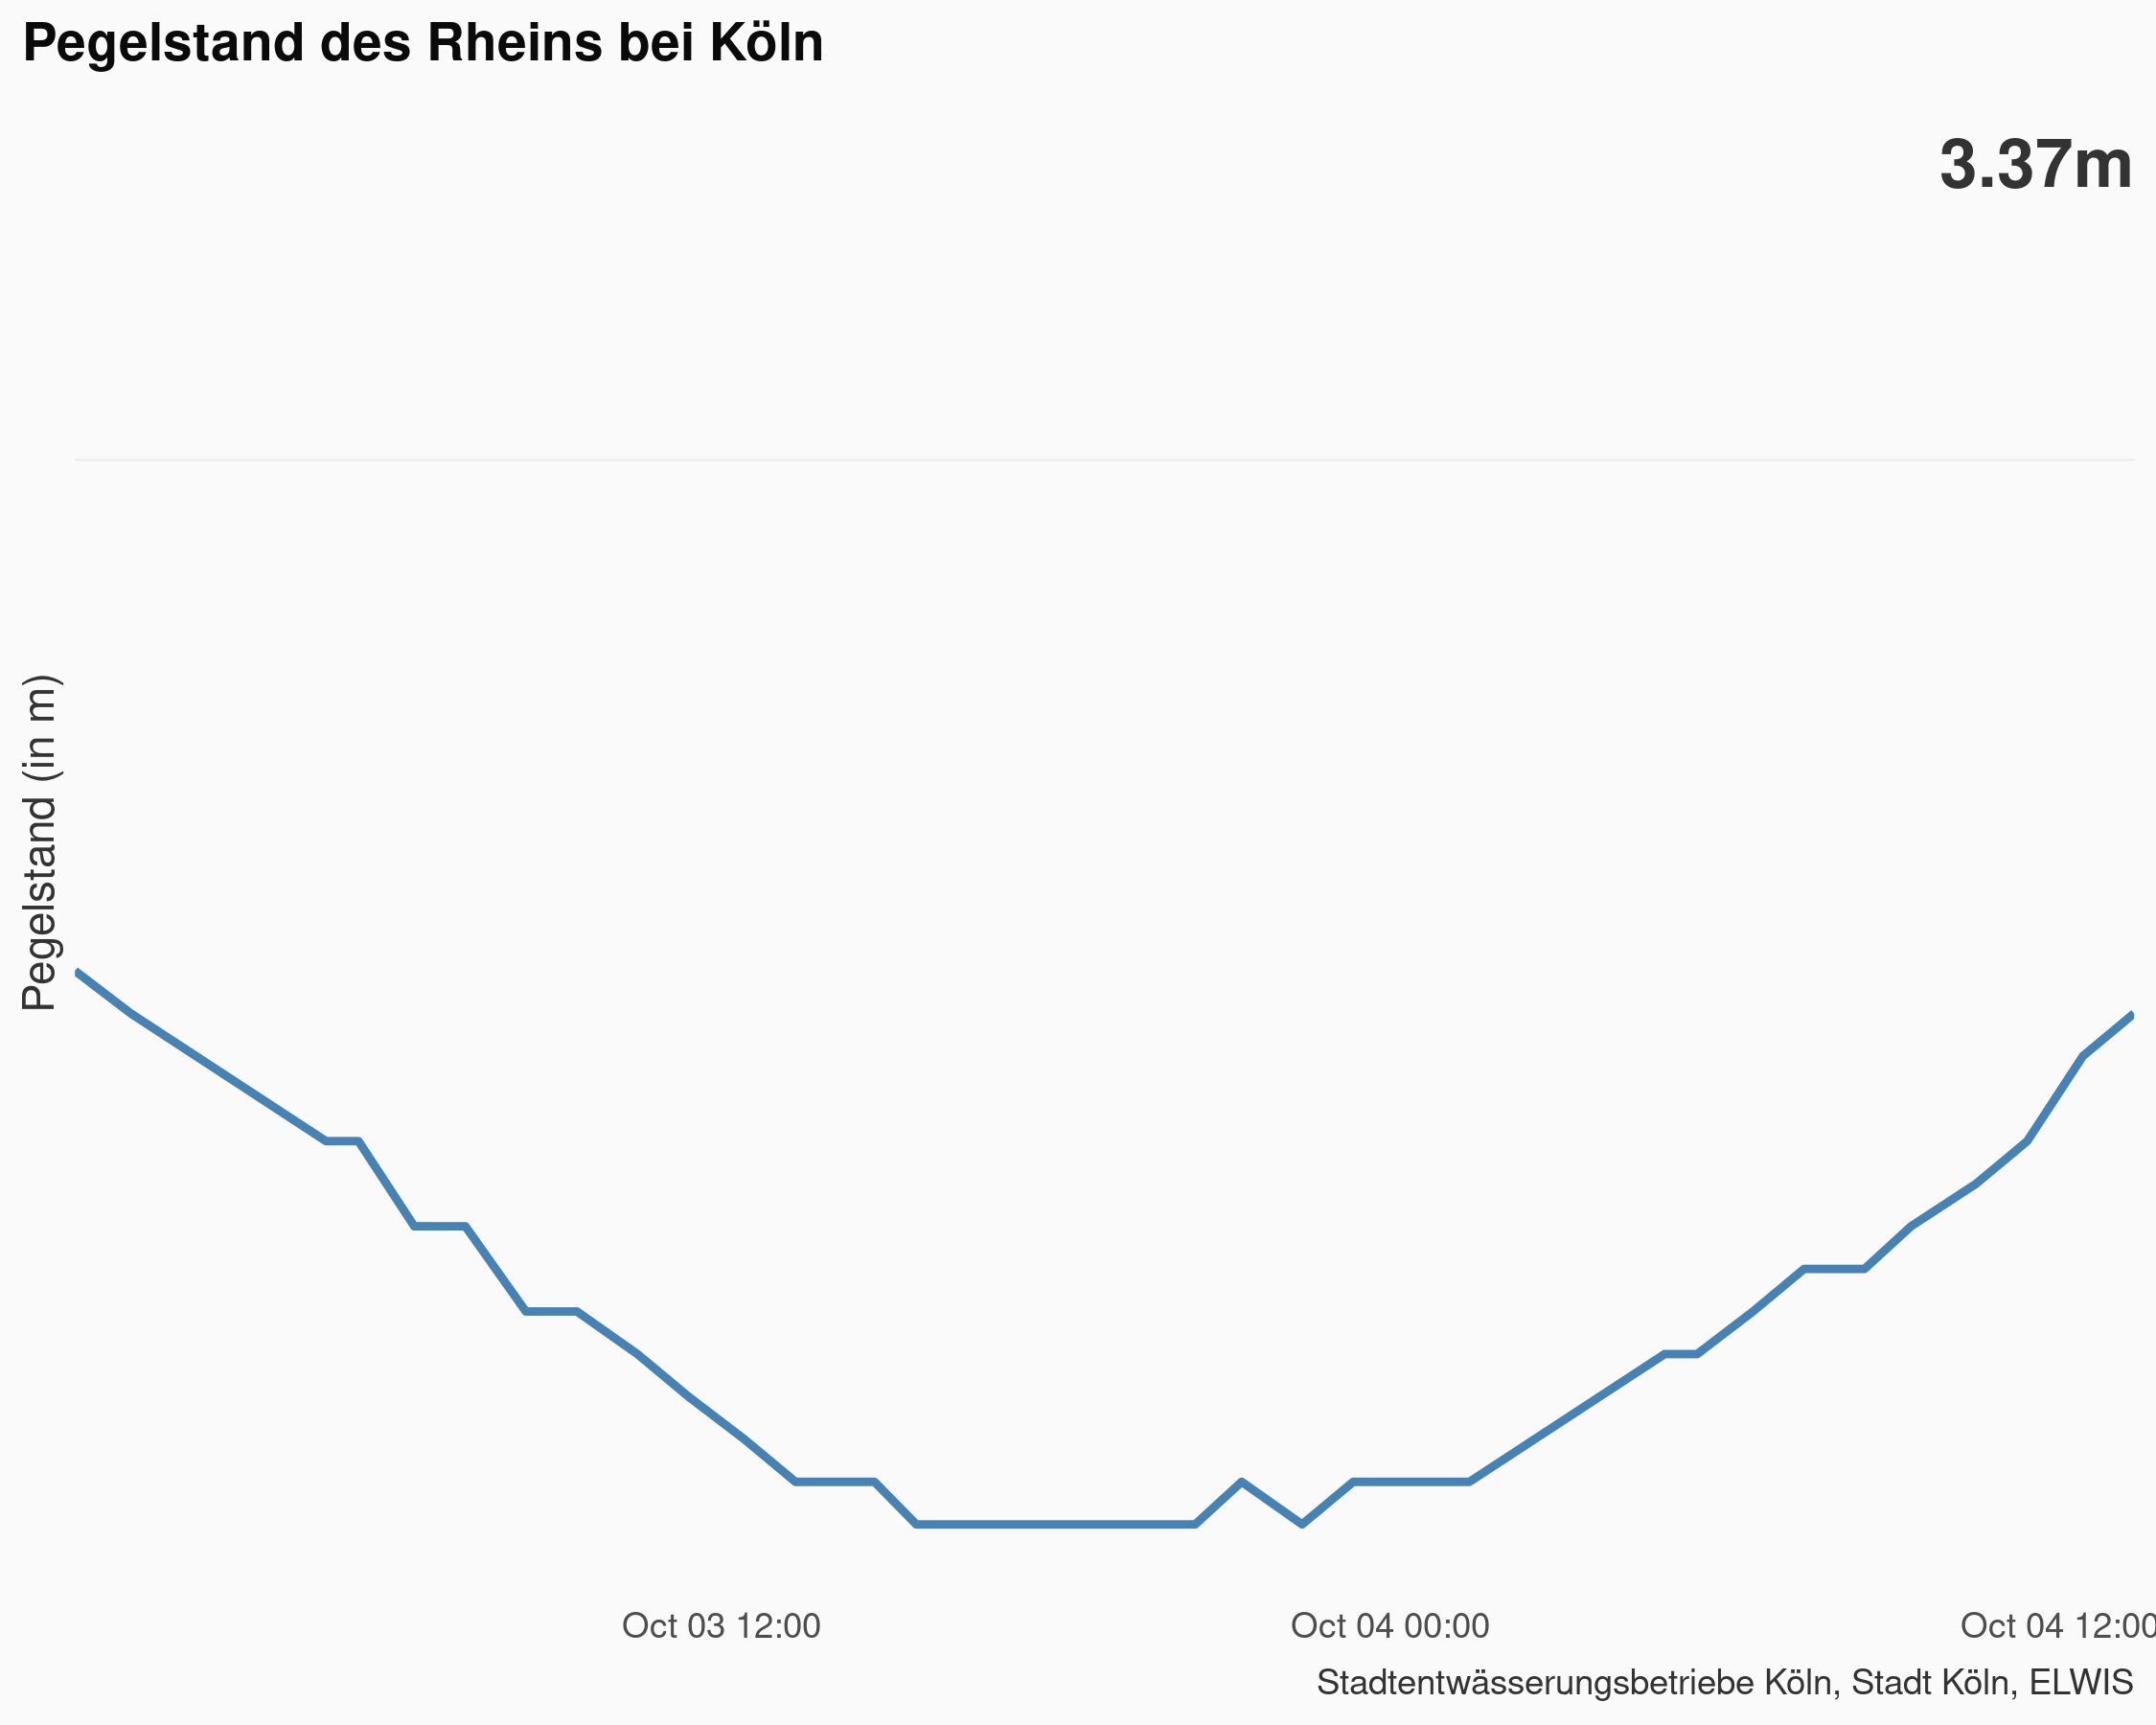 Pegelstand des Rheins bei Köln
3.37m
Pegelstand (in m)
Oct 03 12:00
Oct 04 00:00
Oct 04 12:00
Stadtentwässerungsbetriebe Köln, Stadt Köln, ELWIS